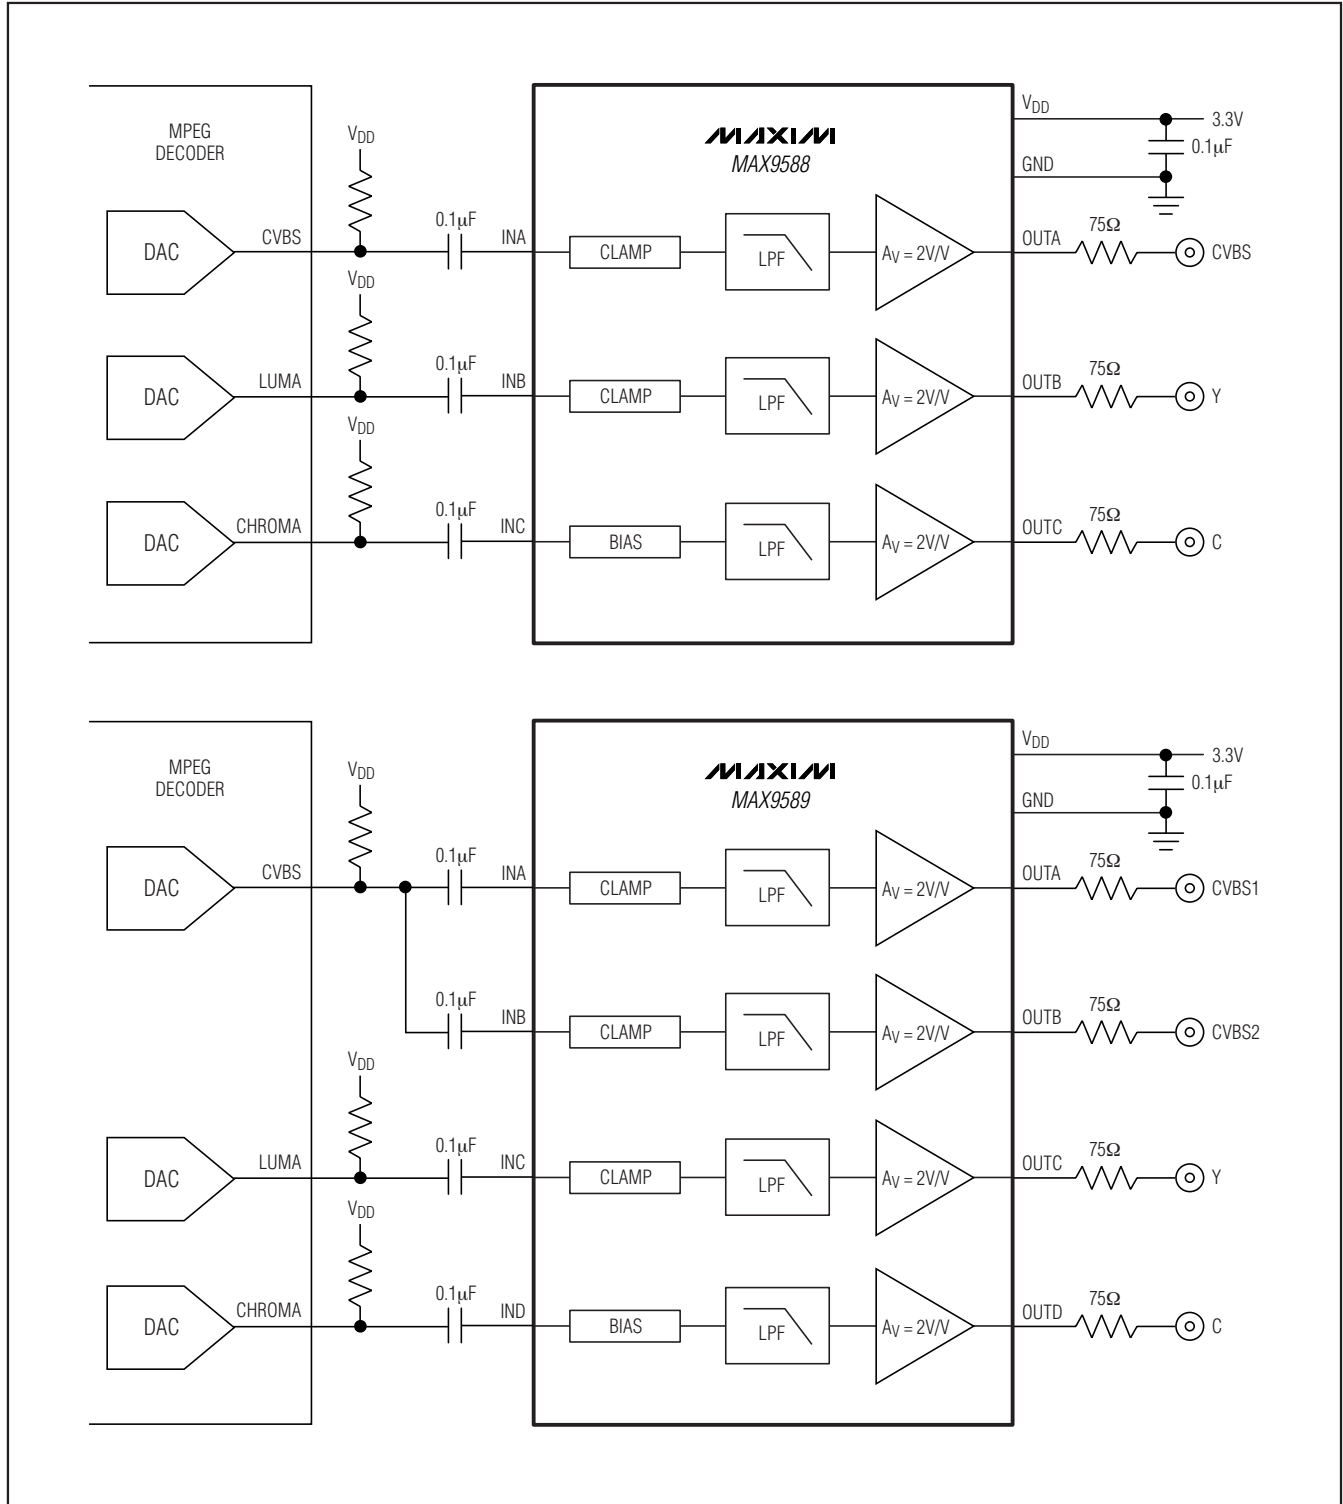 MPEG
DECODER
VDD
MAXIM
MAX9588
VDD
3.3V
0.1μF
GND
DAC
CVBS
0.1μF
INA
CLAMP
LPF
AV = 2V/V
OUTA
75Ω
CVBS
VDD
DAC
LUMA
0.1μF
INB
CLAMP
LPF
AV = 2V/V
OUTB
75Ω
Y
VDD
DAC
CHROMA
0.1μF
INC
BIAS
LPF
AV = 2V/V
OUTC
75Ω
C
MPEG
DECODER
VDD
MAXIM
MAX9589
VDD
3.3V
0.1μF
GND
DAC
CVBS
0.1μF
INA
CLAMP
LPF
AV = 2V/V
OUTA
75Ω
CVBS1
0.1μF
INB
CLAMP
LPF
AV = 2V/V
OUTB
75Ω
CVBS2
VDD
DAC
LUMA
0.1μF
INC
CLAMP
LPF
AV = 2V/V
OUTC
75Ω
Y
VDD
DAC
CHROMA
0.1μF
IND
BIAS
LPF
AV = 2V/V
OUTD
75Ω
C